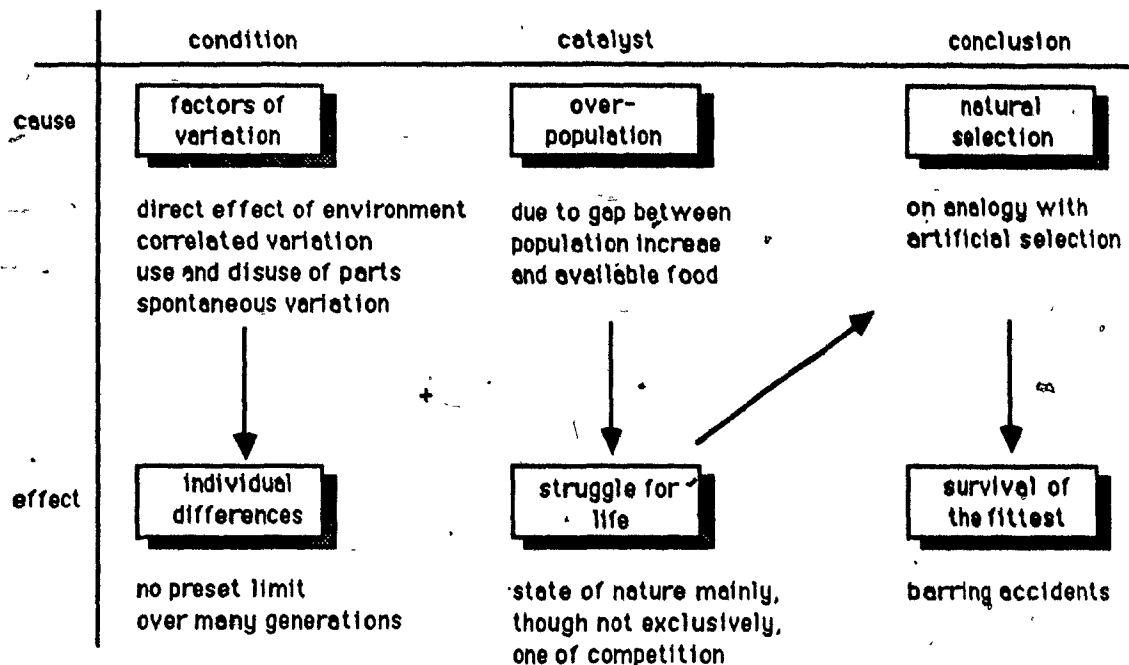 condition
catalyst
conclusion
cause
factors of
variation
over-
population
natural
selection
direct effect of environment
correlated variation
use and disuse of parts
spontaneous variation
due to gap between
population increae
and available food
on analogy with
artificial selection
+
effect
individual
differences
struggle for
life
survival of
the fittest
no preset limit
over many generations
state of nature mainly,
though not exclusively,
one of competition
barring accidents